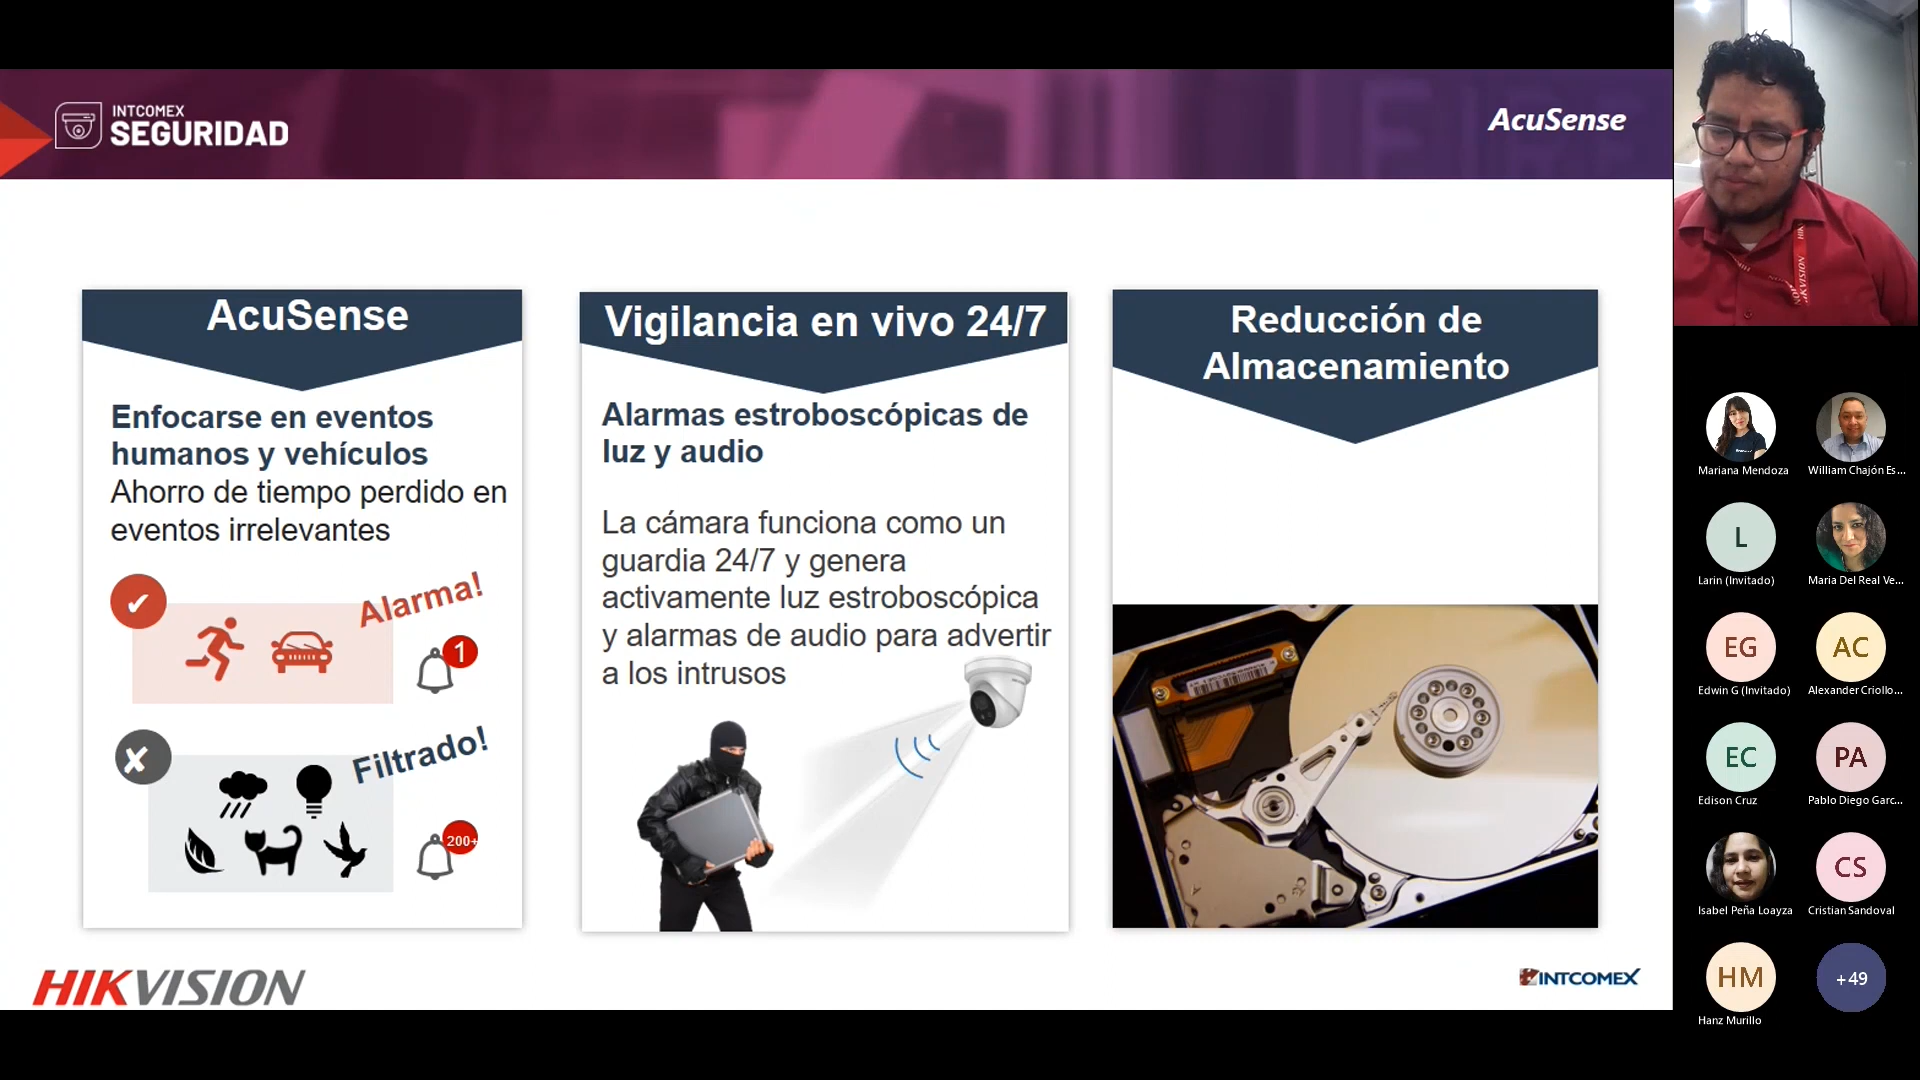 INTCOMEX
SEGURIDAD
AcuSense
AcuSense
Enfocarse en eventos
humanos y vehículos
Ahorro de tiempo perdido en
eventos irrelevantes
Alarma!
1
Filtrado!
200+
Vigilancia en vivo 24/7
Alarmas estroboscópicas de
luz y audio
La cámara funciona como un
guardia 24/7 y genera
activamente luz estroboscópica
y alarmas de audio para advertir
a los intrusos
Reducción de
Almacenamiento
HIKVISION
INTCOMEX
HIKVISION
Mariana Mendoza
William Chajón Es...
L
Larin (Invitado)
Maria Del Real Ve...
EG
Edwin G (Invitado)
AC
Alexander Criollo...
EC
Edison Cruz
PA
Pablo Diego Garc...
Isabel Peña Loayza
CS
Cristian Sandoval
HM
Hanz Murillo
+49